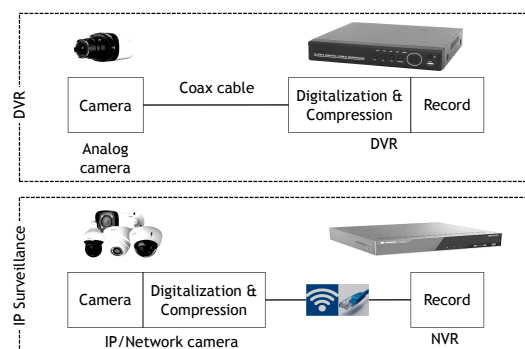 DVR
Camera
Coax cable
Digitalization &
Compression
Record
Analog
camera
DVR
IP Surveillance
Camera
Digitalization &
Compression
Record
IP/Network camera
NVR